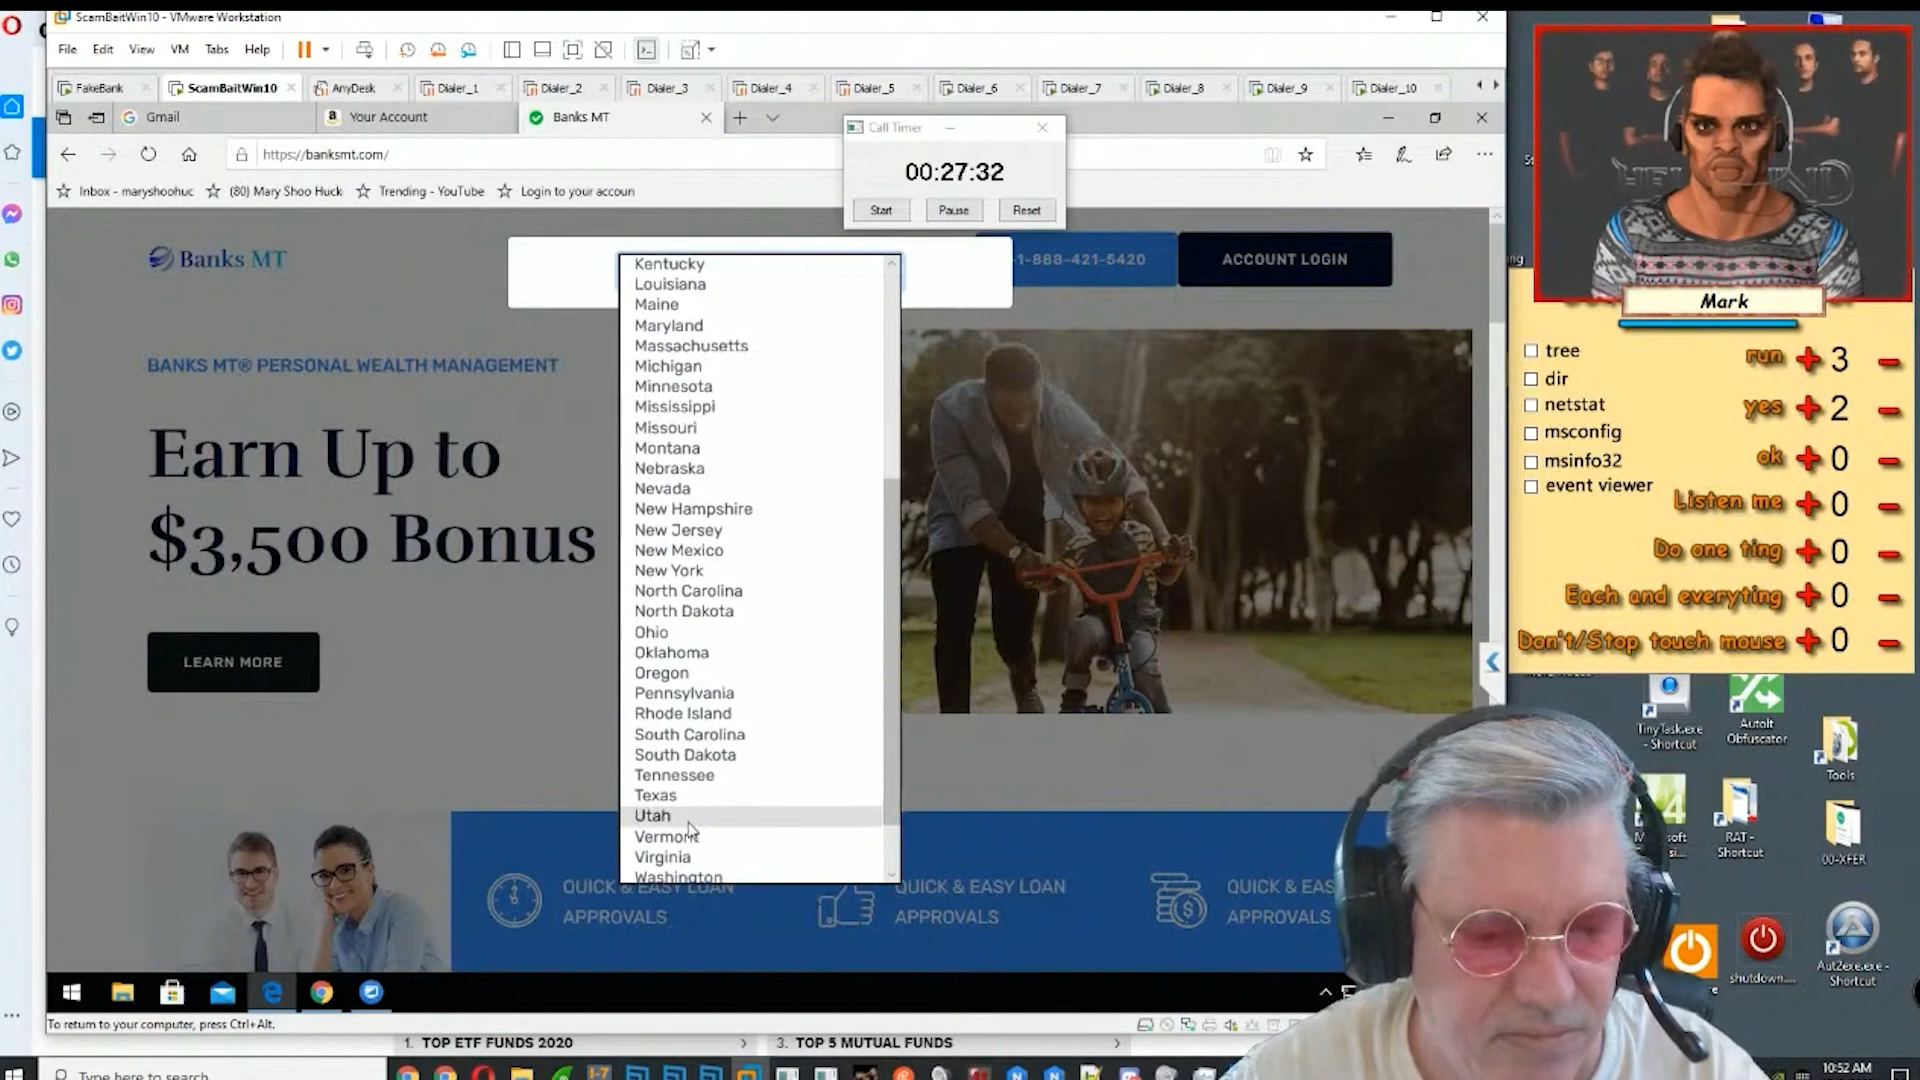 ScamBaitWin10 - VMware Workstation
File Edit View VM Tabs Help
FakeBank ScamBaitWin10 AnyDesk Dialer_1 Dialer_2 Dialer_3 Dialer_4 Dialer_5 Dialer_6 Dialer_7 Dialer_8 Dialer_9 Dialer_10
Gmail Your Account Banks MT
Call Timer
00:27:32
Start Pause Reset
https://banksmt.com/
Inbox - maryshoohuc (80) Mary Shoo Huck Trending - YouTube Login to your accoun
Banks MT
1-888-421-5420
ACCOUNT LOGIN
BANKS MT® PERSONAL WEALTH MANAGEMENT
Earn Up to
$3,500 Bonus
LEARN MORE
Kentucky
Louisiana
Maine
Maryland
Massachusetts
Michigan
Minnesota
Mississippi
Missouri
Montana
Nebraska
Nevada
New Hampshire
New Jersey
New Mexico
New York
North Carolina
North Dakota
Ohio
Oklahoma
Oregon
Pennsylvania
Rhode Island
South Carolina
South Dakota
Tennessee
Texas
Utah
Vermont
Virginia
Washington
QUICK & EASY LOAN
APPROVALS
QUICK & EASY LOAN
APPROVALS
QUICK & EAS
APPROVALS
To return to your computer, press Ctrl+Alt.
1. TOP ETF FUNDS 2020
3. TOP 5 MUTUAL FUNDS
Type here to search
10:52 AM
Mark
tree
dir
netstat
msconfig
msinfo32
event viewer
run + 3 -
yes + 2 -
ok + 0 -
Listen me + 0 -
Do one ting + 0 -
Each and everyting + 0 -
Don't/Stop touch mouse + 0 -
TinyTask.exe
- Shortcut
AutoIt
Obfuscator
Tools
RAT -
Shortcut
00-XFER
shutdown....
Aut2exe.exe -
Shortcut